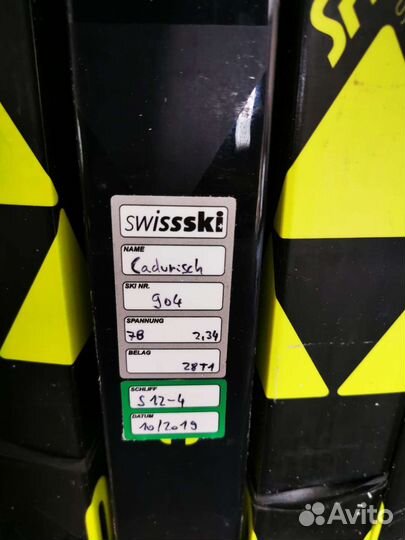 SP
swissski
NAME
Cadurisch
SKI NR.
904
SPANNUNG
78 2,34
BELAG
28T1
SCHLIFF
S 12-4
DATUM
10/2019
Avito